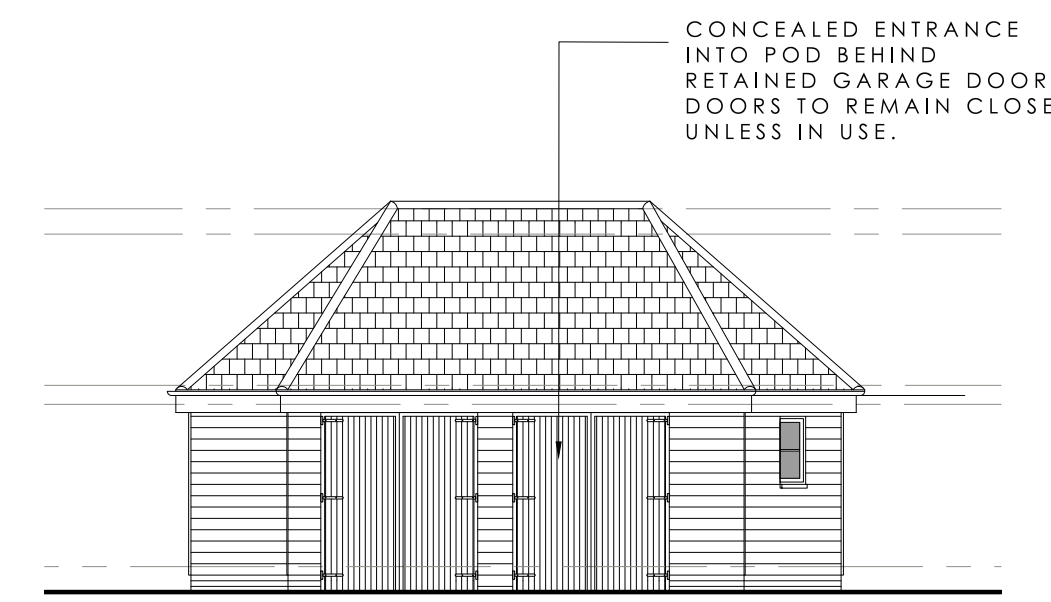 CONCEALED ENTRANCE
INTO POD BEHIND
RETAINED GARAGE DOOR
DOORS TO REMAIN CLOSE
UNLESS IN USE.